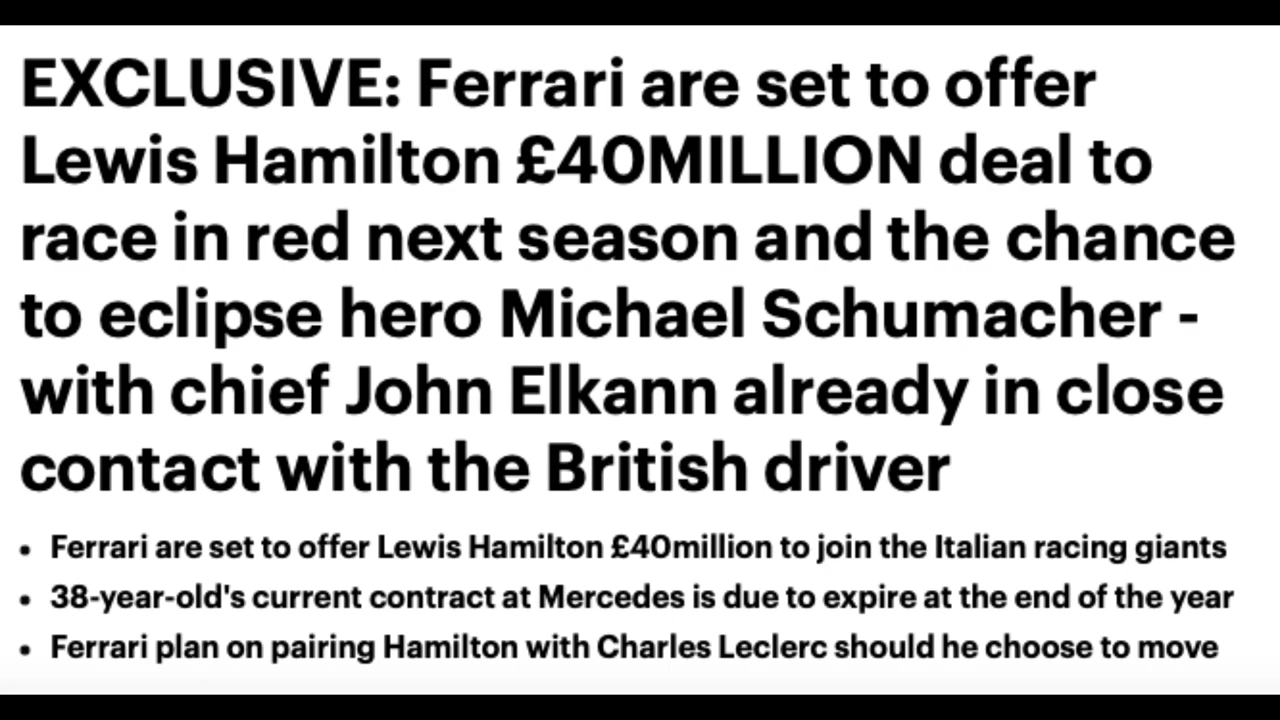 EXCLUSIVE: Ferrari are set to offer
Lewis Hamilton £40MILLION deal to
race in red next season and the chance
to eclipse hero Michael Schumacher -
with chief John Elkann already in close
contact with the British driver
• Ferrari are set to offer Lewis Hamilton £40million to join the Italian racing giants
• 38-year-old's current contract at Mercedes is due to expire at the end of the year
• Ferrari plan on pairing Hamilton with Charles Leclerc should he choose to move